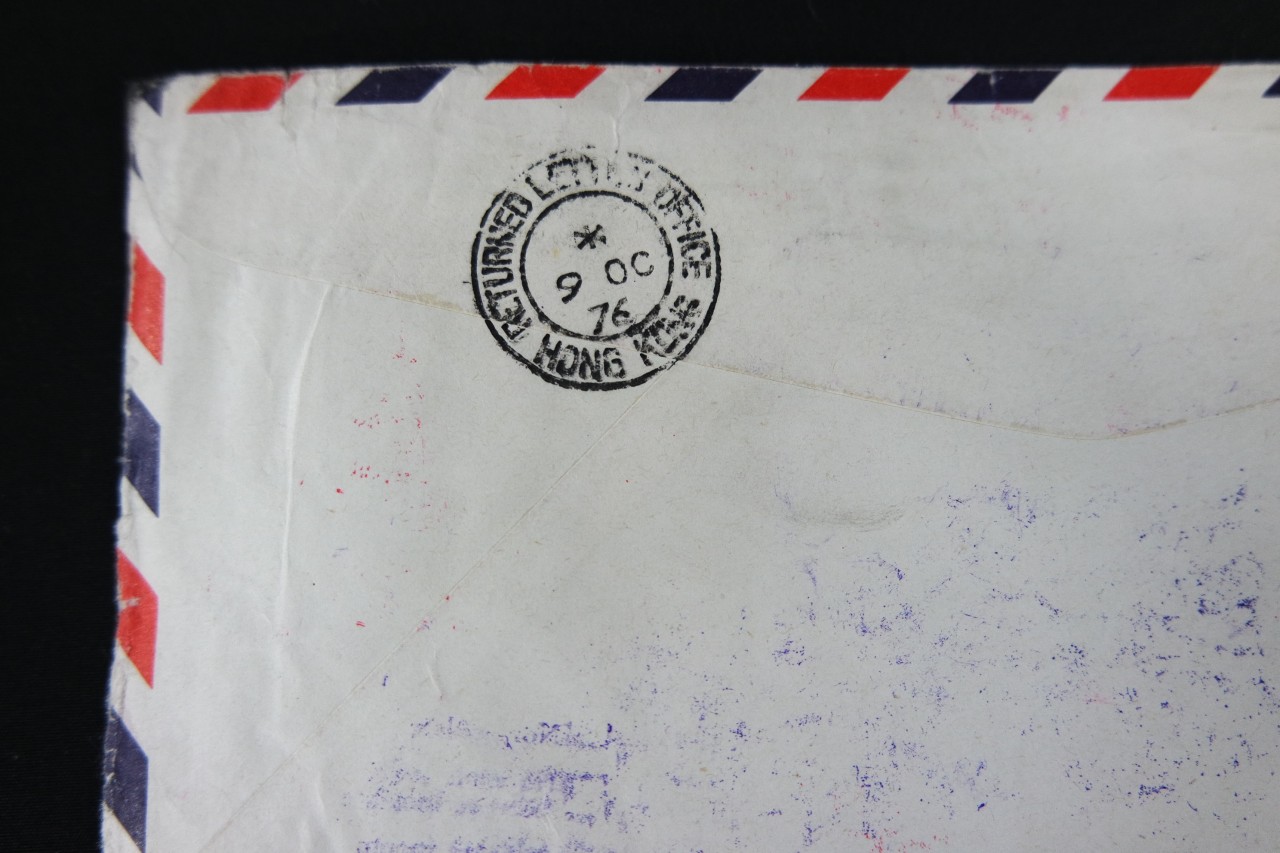 RETURNED LETTER OFFICE
*
9 OC
76
HONG KONG